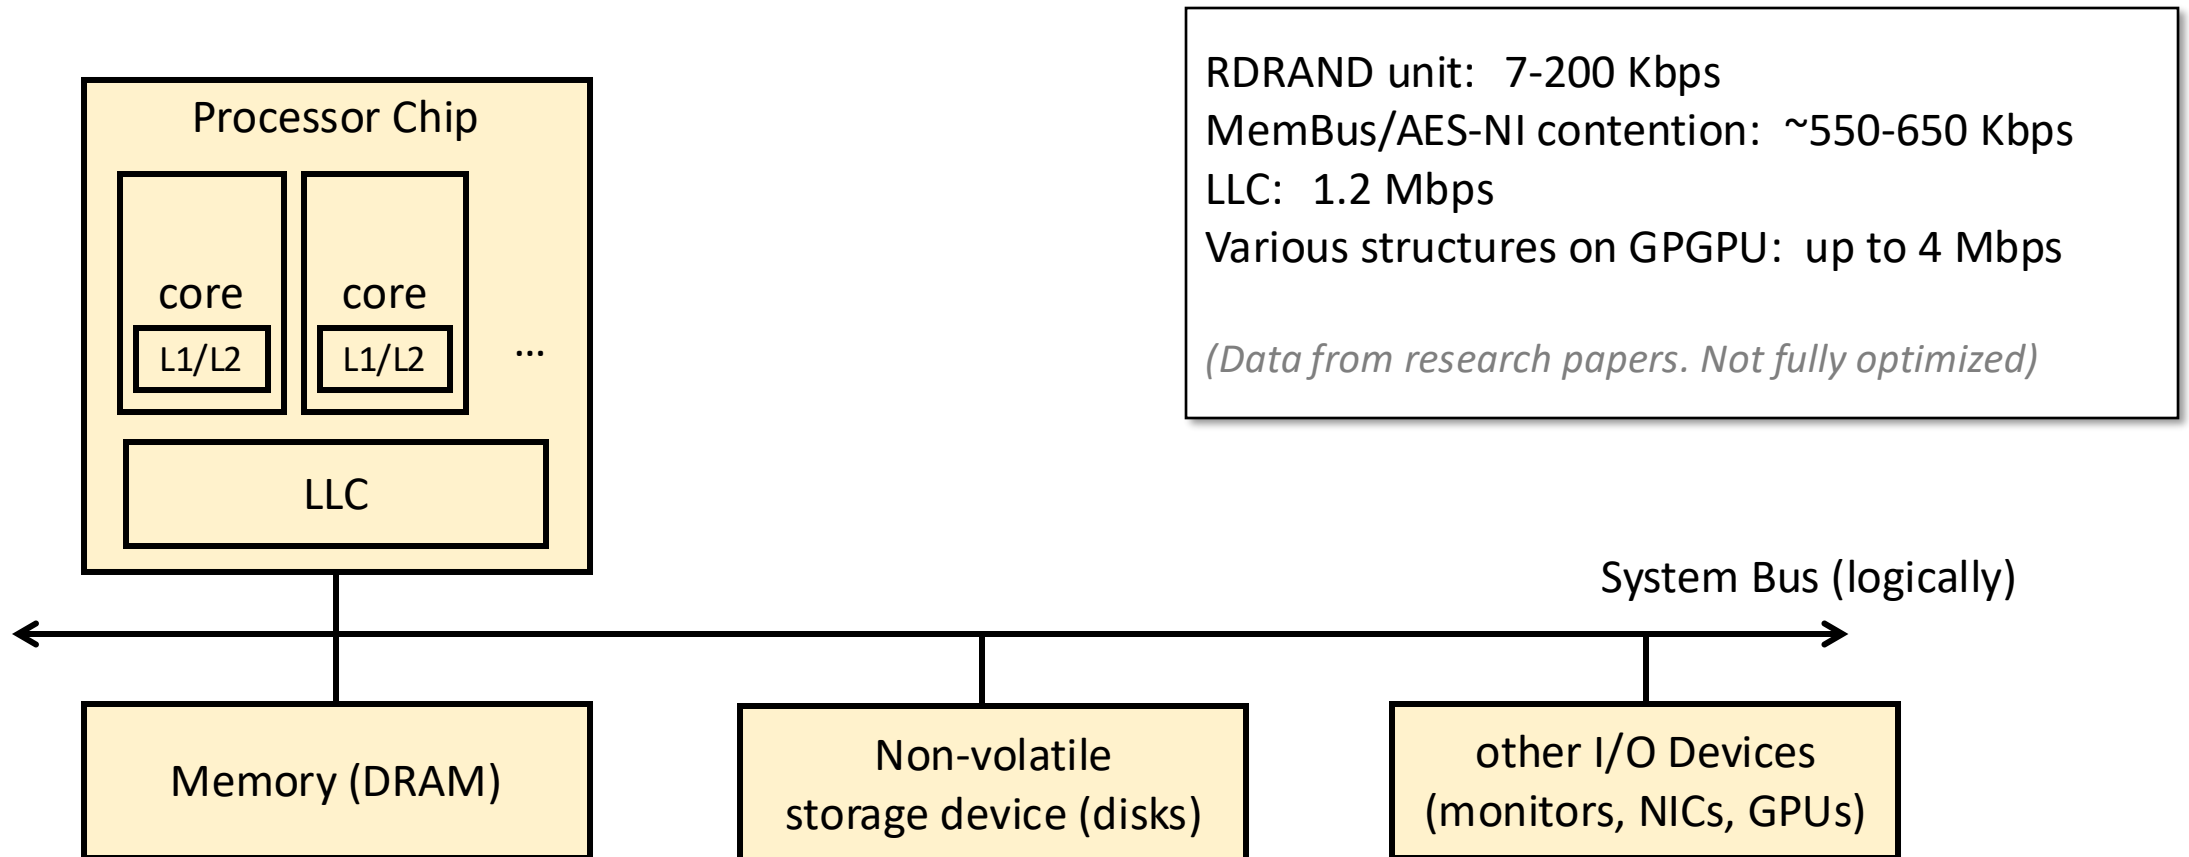 RDRAND unit: 7-200 Kbps
MemBus/AES-NI contention: ~550-650 Kbps
LLC: 1.2 Mbps
Various structures on GPGPU: up to 4 Mbps
(Data from research papers. Not fully optimized)
Processor Chip
core
core
L1/L2
L1/L2
...
LLC
System Bus (logically)
Memory (DRAM)
Non-volatile
storage device (disks)
other I/O Devices
(monitors, NICs, GPUs)